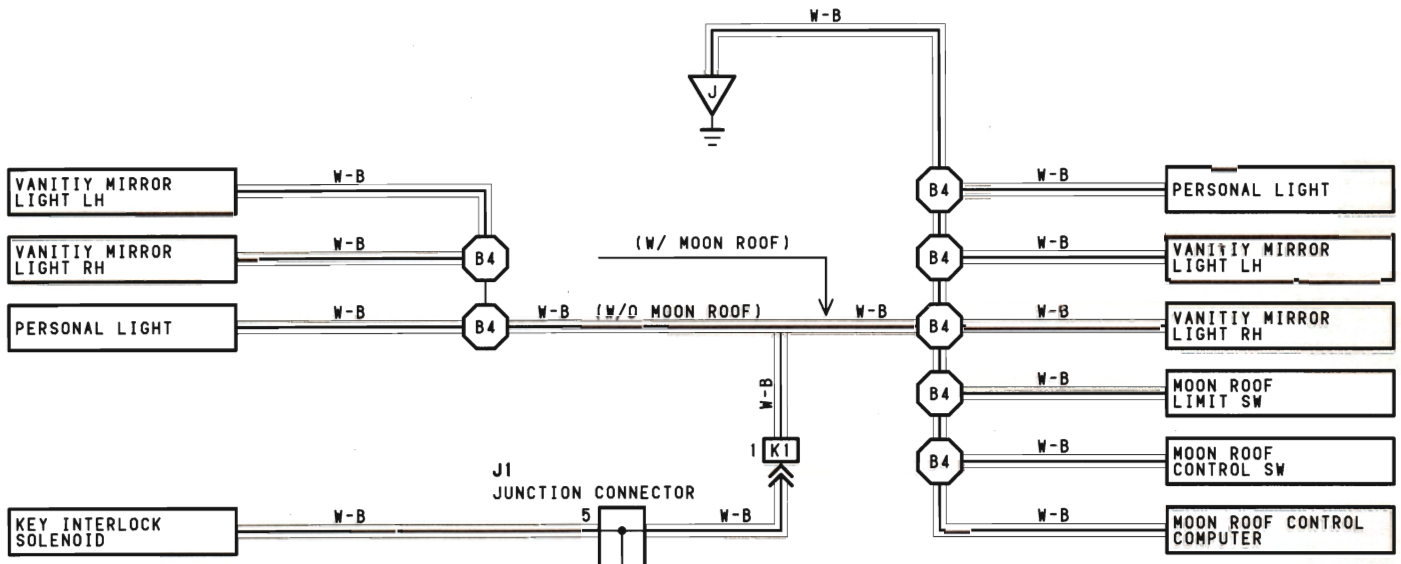 W-B
J
VANITIY MIRROR
LIGHT LH
W-B
B4
W-B
PERSONAL LIGHT
VANITIY MIRROR
LIGHT RH
W-B
B4
(W/ MOON ROOF)
B4
W-B
VANITIY MIRROR
LIGHT LH
PERSONAL LIGHT
W-B
B4
W-B
(W/O MOON ROOF)
W-B
B4
W-B
VANITIY MIRROR
LIGHT RH
W-B
B4
W-B
MOON ROOF
LIMIT SW
1
K1
B4
W-B
MOON ROOF
CONTROL SW
J1
JUNCTION CONNECTOR
KEY INTERLOCK
SOLENOID
W-B
5
W-B
W-B
MOON ROOF CONTROL
COMPUTER